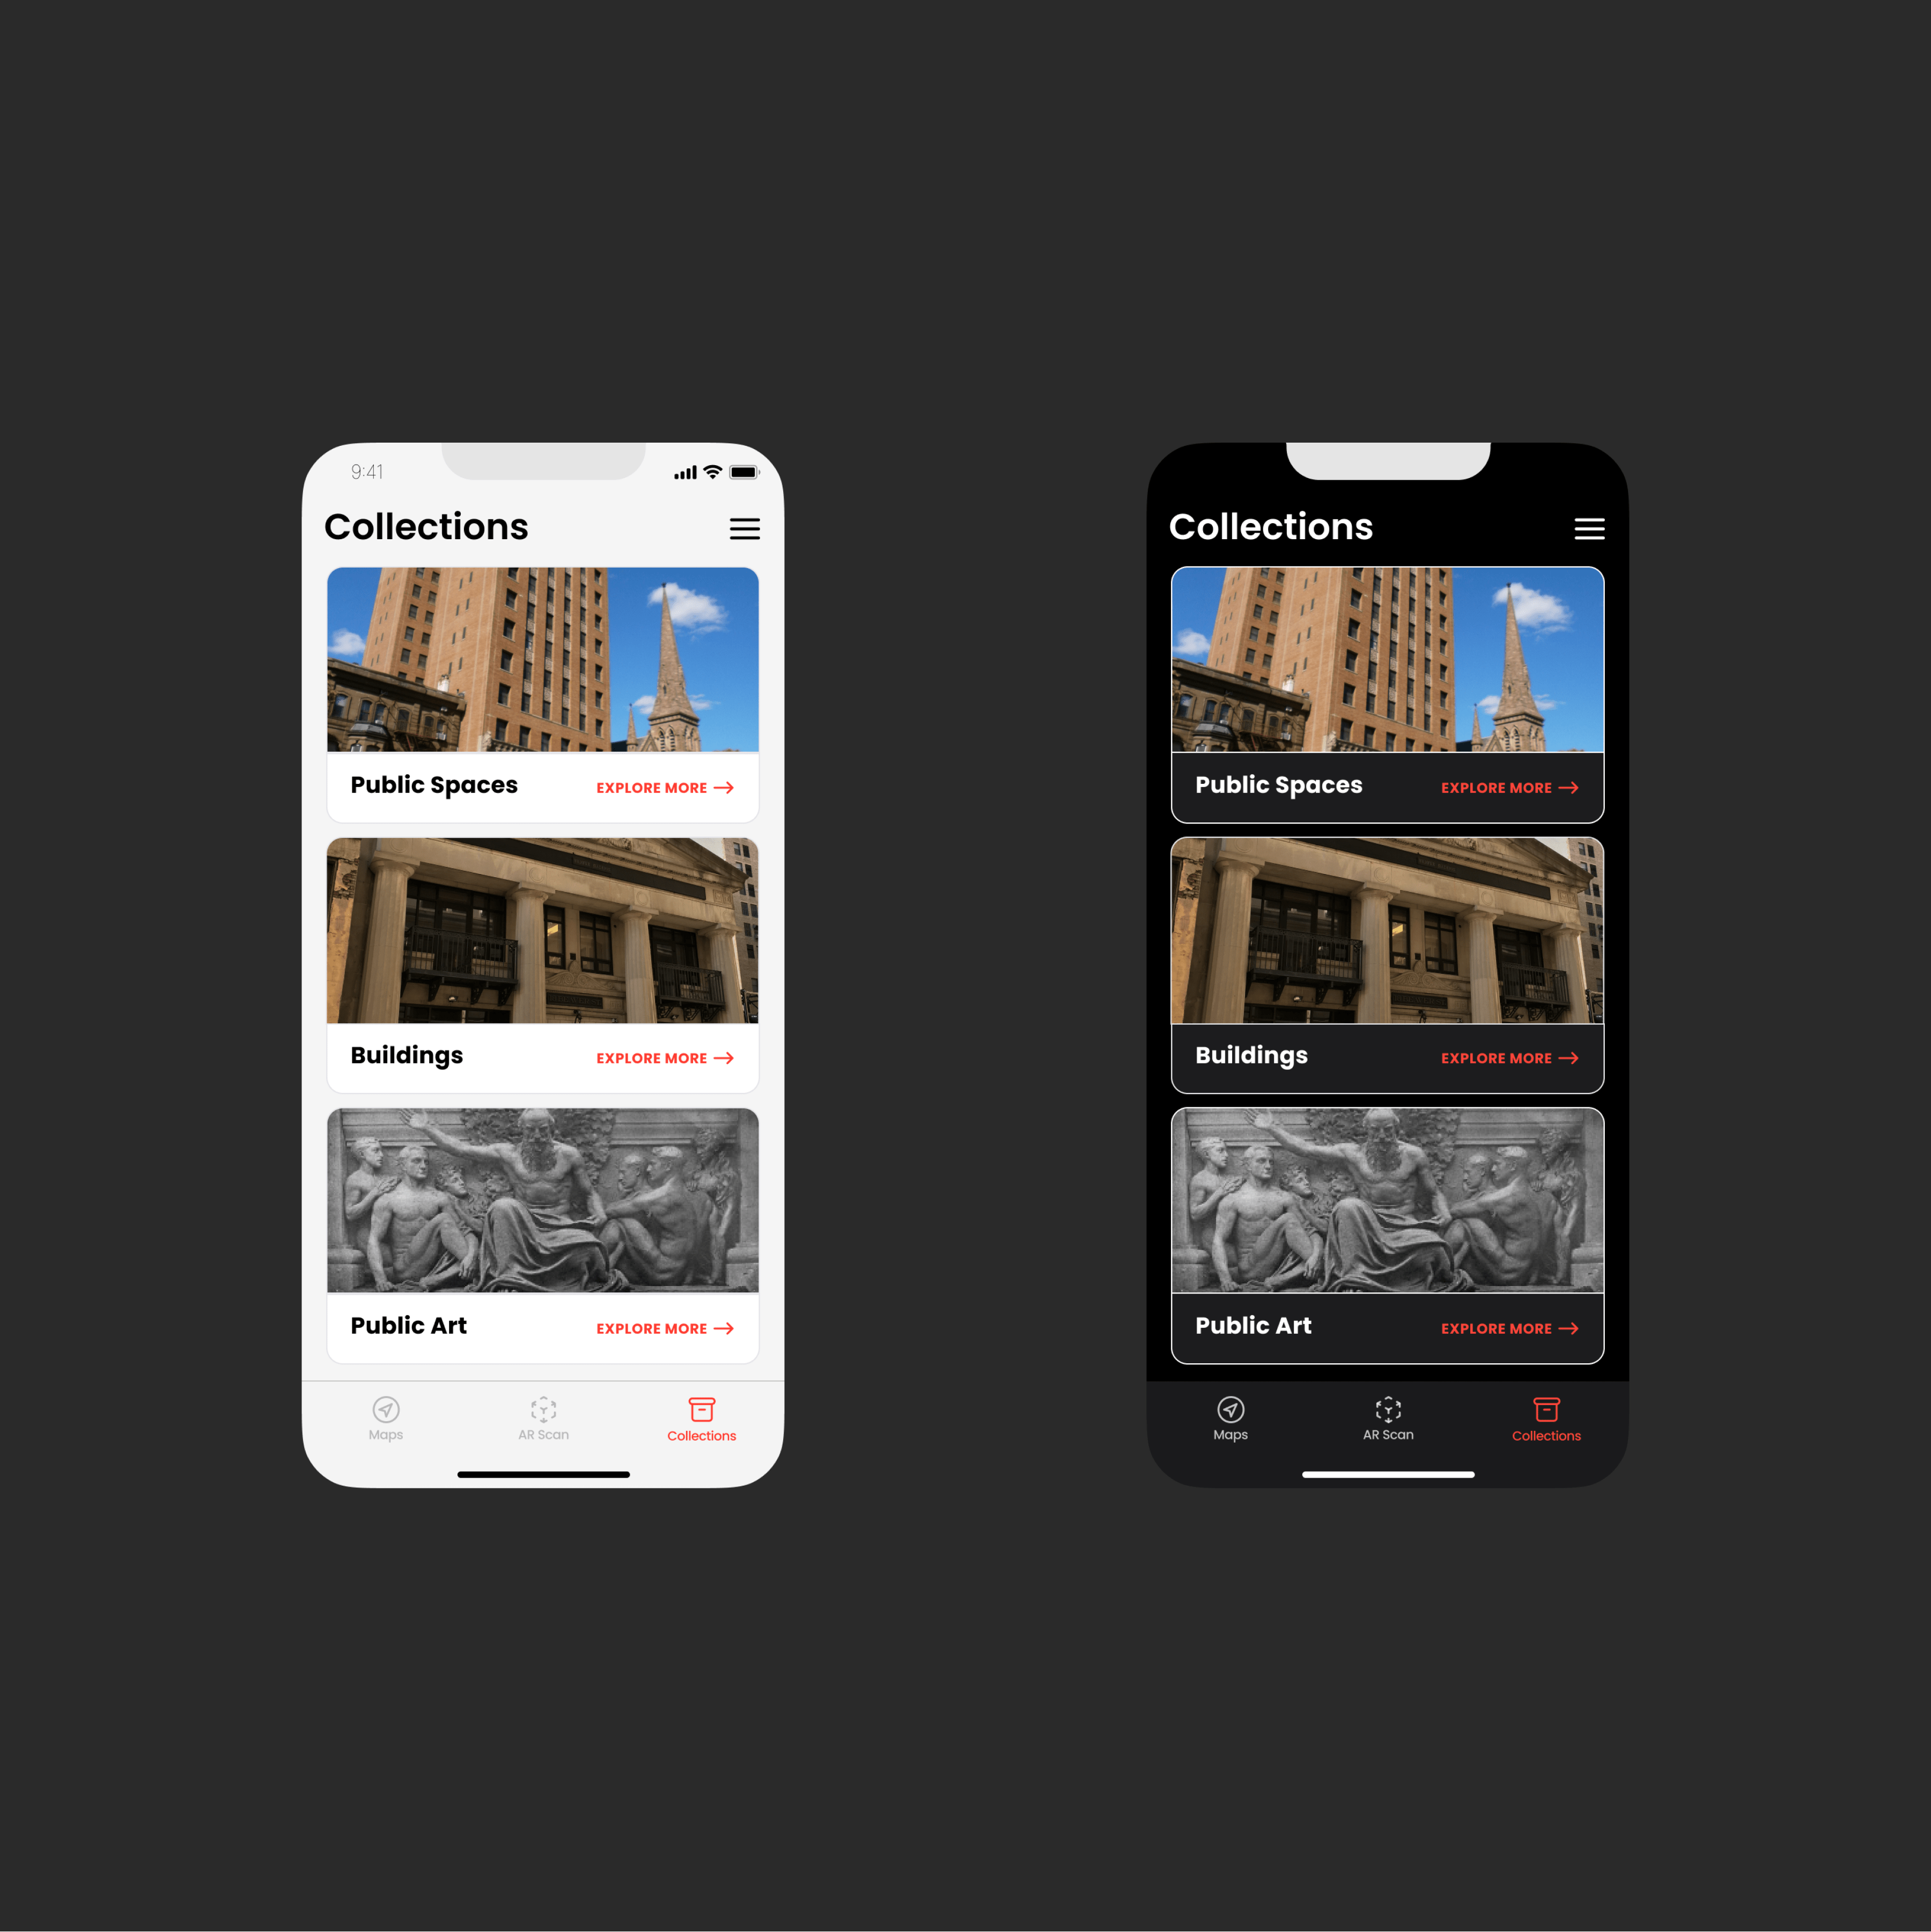 9:41
Collections
Public Spaces
EXPLORE MORE
Buildings
EXPLORE MORE
Public Art
EXPLORE MORE
Maps
AR Scan
Collections
Collections
Public Spaces
EXPLORE MORE
Buildings
EXPLORE MORE
Public Art
EXPLORE MORE
Maps
AR Scan
Collections